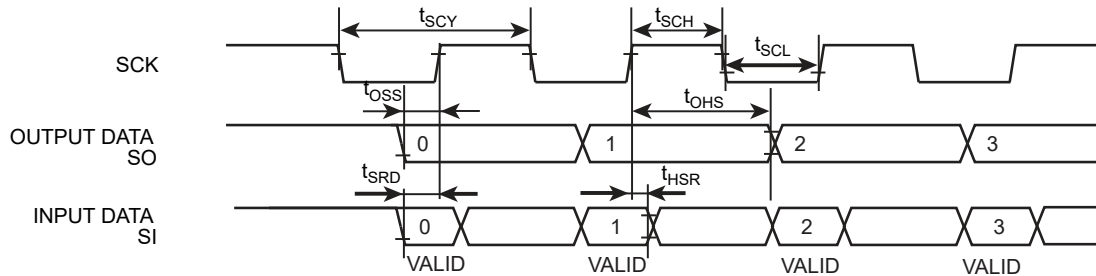 tSCY
tSCH
SCK
tSCL
tOSS
tOHS
OUTPUT DATA
SO
0
1
2
3
tSRD
tHSR
INPUT DATA
SI
0
1
2
3
VALID
VALID
VALID
VALID